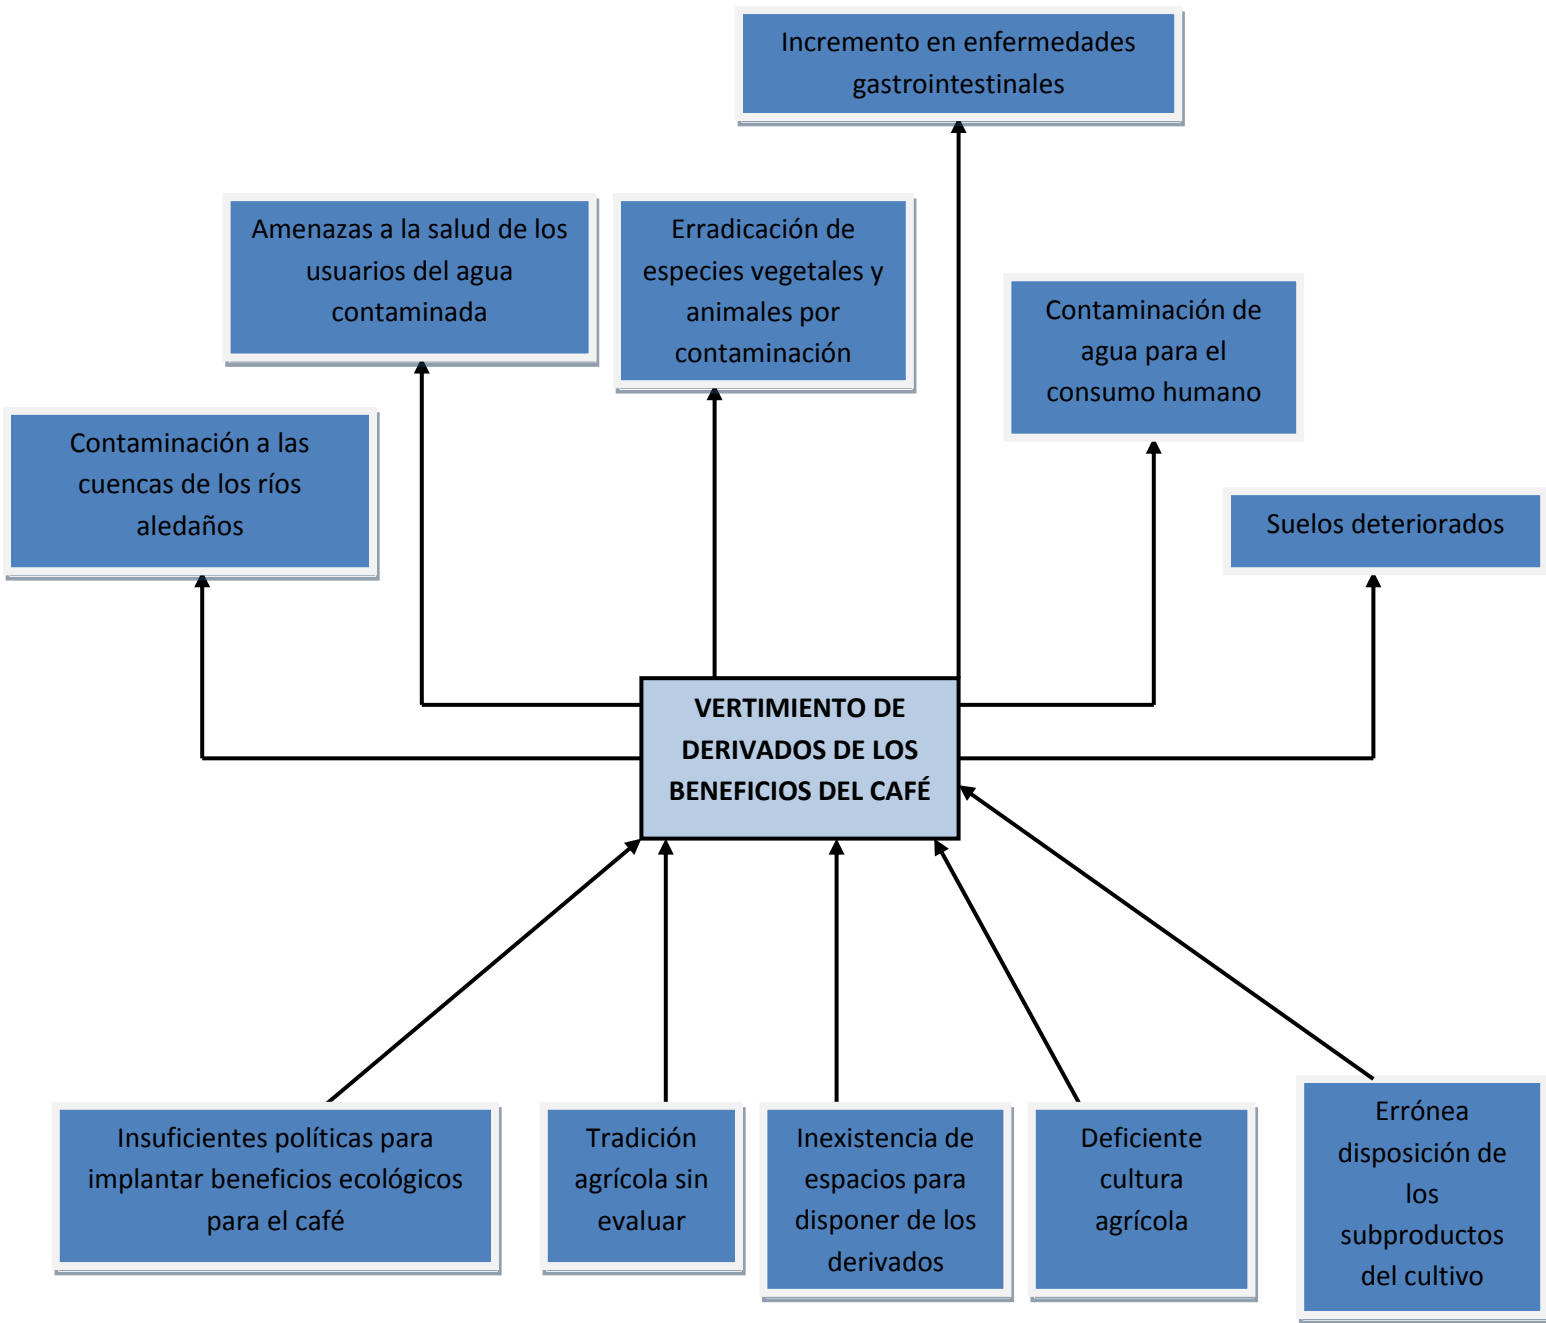 Incremento en enfermedades
gastrointestinales
Amenazas a la salud de los
usuarios del agua
contaminada
Erradicación de
especies vegetales y
animales por
contaminación
Contaminación de
agua para el
consumo humano
Contaminación a las
cuencas de los ríos
aledaños
Suelos deteriorados
VERTIMIENTO DE
DERIVADOS DE LOS
BENEFICIOS DEL CAFÉ
Insuficientes políticas para
implantar beneficios ecológicos
para el café
Tradición
agrícola sin
evaluar
Inexistencia de
espacios para
disponer de los
derivados
Deficiente
cultura
agrícola
Errónea
disposición de
los
subproductos
del cultivo